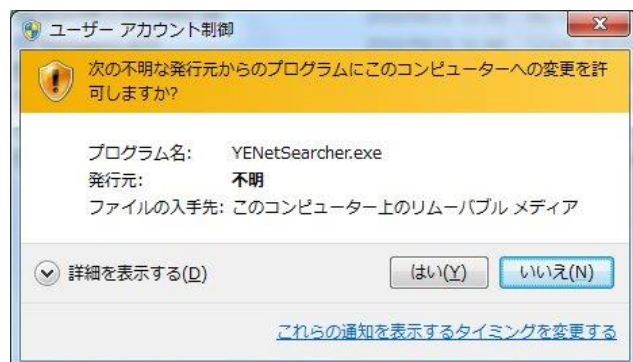 ユーザー アカウント制御
次の不明な発行元からのプログラムにこのコンピューターへの変更を許
可しますか?
プログラム名: YENetSearcher.exe
発行元: 不明
ファイルの入手先: このコンピューター上のリムーバブル メディア
詳細を表示する(D)
はい(Y) いいえ(N)
これらの通知を表示するタイミングを変更する